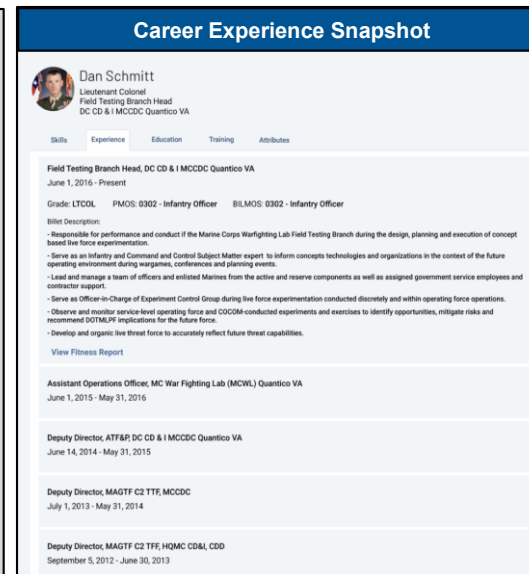 Career Experience Snapshot
Dan Schmitt
Lieutenant Colonel
Field Testing Branch Head
DC CD & I MCCDC Quantico VA
Skills Experience Education Training Attributes
Field Testing Branch Head, DC CD & I MCCDC Quantico VA
June 1, 2016 - Present
Grade: LTCOL PMOS: 0302 - Infantry Officer BILMOS: 0302 - Infantry Officer
Billet Description:
- Responsible for performance and conduct if the Marine Corps Warfighting Lab Field Testing Branch during the design, planning and execution of concept
based live force experimentation.
- Serve as an Infantry and Command and Control Subject Matter expert to inform concepts technologies and organizations in the context of the future
operating environment during wargames, conferences and planning events.
- Lead and manage a team of officers and enlisted Marines from the active and reserve components as well as assigned government service employees and
contractor support.
- Serve as Officer-in-Charge of Experiment Control Group during live force experimentation conducted discretely and within operating force operations.
- Observe and monitor service-level operating force and COCOM-conducted experiments and exercises to identify opportunities, mitigate risks and
recommend DOTMLPF implications for the future force.
- Develop and organic live threat force to accurately reflect future threat capabilities.
View Fitness Report
Assistant Operations Officer, MC War Fighting Lab (MCWL) Quantico VA
June 1, 2015 - May 31, 2016
Deputy Director, ATF&P, DC CD & I MCCDC Quantico VA
June 14, 2014 - May 31, 2015
Deputy Director, MAGTF C2 TTF, MCCDC
July 1, 2013 - May 31, 2014
Deputy Director, MAGTF C2 TFF, HQMC CD&I, CDD
September 5, 2012 - June 30, 2013